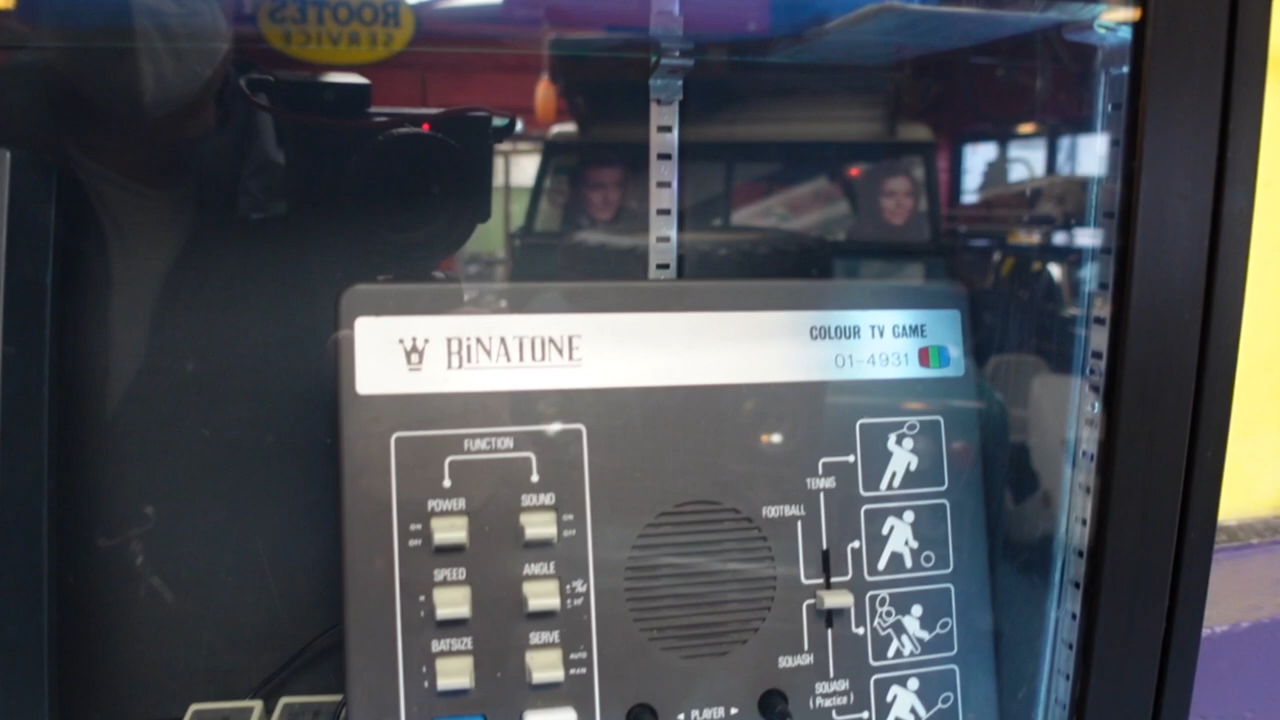 ROOTES
SERVICE
BiNATONE
COLOUR TV GAME
01-4931
FUNCTION
POWER
SOUND
ON
OFF
ON
OFF
SPEED
ANGLE
BATSIZE
SERVE
AUTO
MAN
TENNIS
FOOTBALL
SQUASH
SQUASH
(Practice)
◄ PLAYER ►